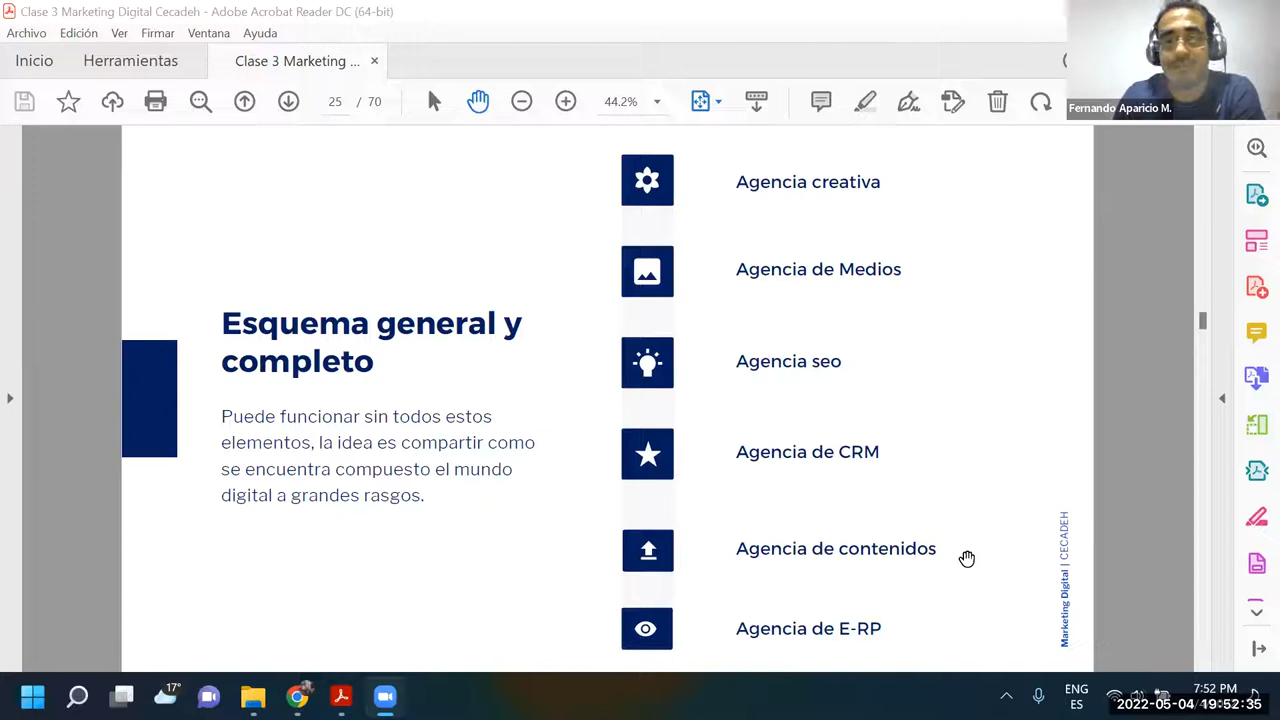 Clase 3 Marketing Digital Cecadeh - Adobe Acrobat Reader DC (64-bit)
Archivo Edición Ver Firmar Ventana Ayuda
Inicio Herramientas Clase 3 Marketing ... ×
25 / 70 44.2%
Fernando Aparicio M.
Esquema general y
completo
Puede funcionar sin todos estos
elementos, la idea es compartir como
se encuentra compuesto el mundo
digital a grandes rasgos.
Agencia creativa
Agencia de Medios
Agencia seo
Agencia de CRM
Agencia de contenidos
Agencia de E-RP
Marketing Digital | CECADEH
17°
ENG
ES
7:52 PM
2022-05-04 19:52:35